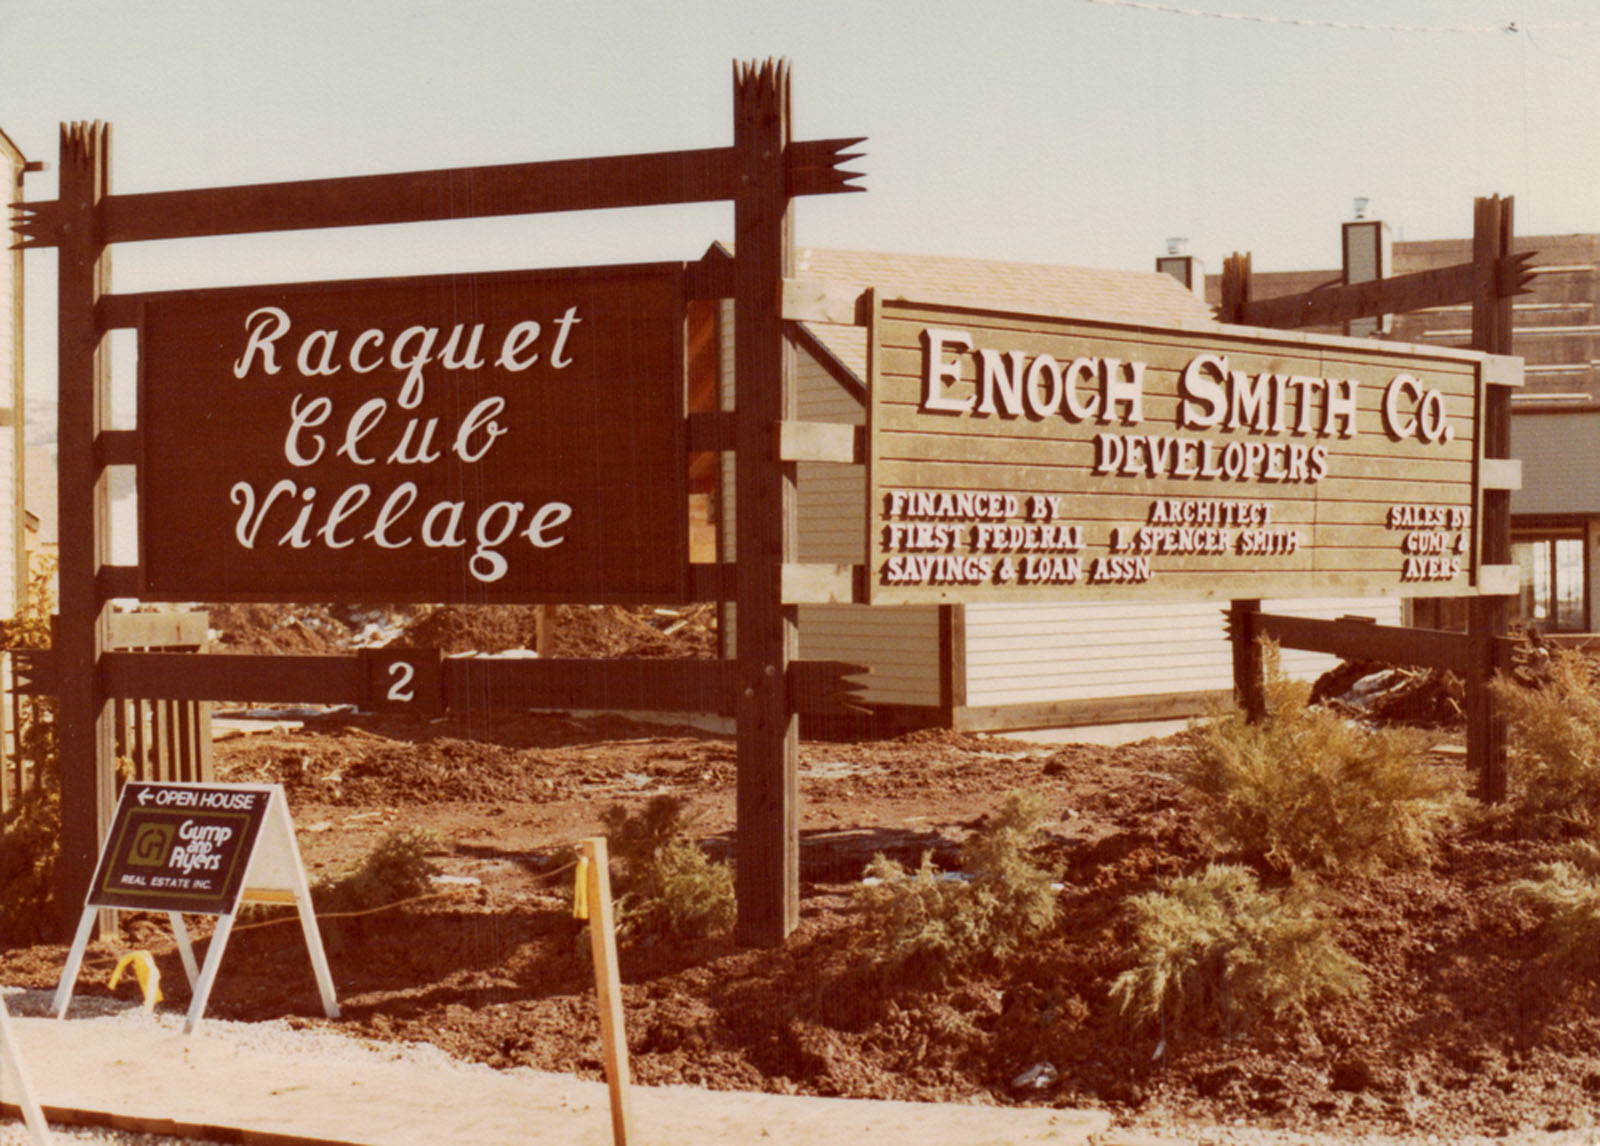 Racquet
Club
Village
2
ENOCH SMITH CO.
DEVELOPERS
FINANCED BY
FIRST FEDERAL
SAVINGS & LOAN ASSN.
ARCHITECT
L. SPENCER SMITH
SALES BY
GUMP &
AYERS
← OPEN HOUSE
GA
Gump
and
Ayers
REAL ESTATE INC.